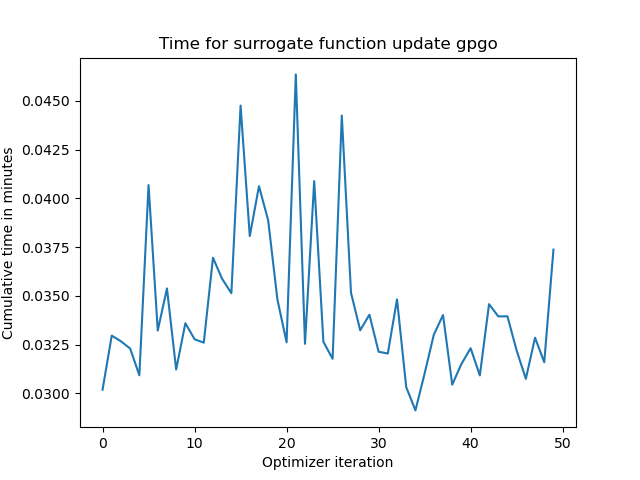 Time for surrogate function update gpgo
Cumulative time in minutes
0.0450
0.0425
0.0400
0.0375
0.0350
0.0325
0.0300
0 10 20 30 40 50
Optimizer iteration